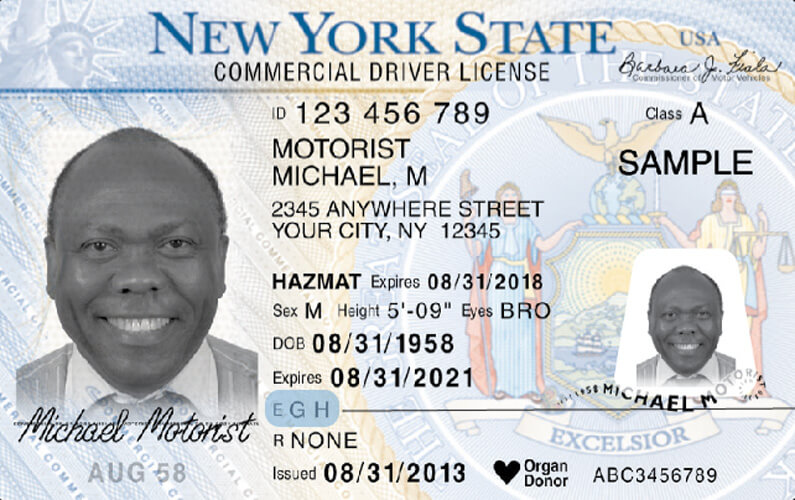 NEW YORK STATE USA
COMMERCIAL DRIVER LICENSE
Barbara J. Fiala
Commissioner of Motor Vehicles
ID 123 456 789
Class A
MOTORIST
MICHAEL, M
SAMPLE
2345 ANYWHERE STREET
YOUR CITY, NY 12345
HAZMAT Expires 08/31/2018
Sex M Height 5'-09" Eyes BRO
DOB 08/31/1958
Expires 08/31/2021
E G H
R NONE
Issued 08/31/2013
Organ
Donor
ABC3456789
Michael Motorist
AUG 58
MICHAEL MOTORIST
EXCELSIOR